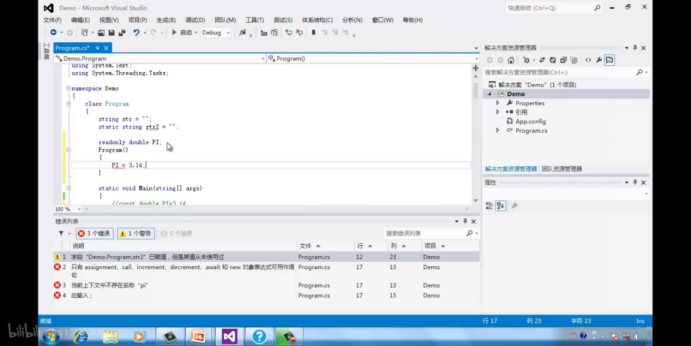 Demo - Microsoft Visual Studio
快速启动 (Ctrl+Q)
文件(F) 编辑(E) 视图(V) 项目(P) 生成(B) 调试(D) 团队(M) 工具(T) 测试(S) 体系结构(C) 分析(N) 窗口(W) 帮助(H)
启动 Debug
Program.cs*
Demo.Program Program()
using System.Text;
using System.Threading.Tasks;
namespace Demo
{
class Program
{
string str = "";
static string str2 = "";
readonly double PI;
Program()
{
PI = 3.14;
}
static void Main(string[] args)
{
//const double PI=3.14
100 %
解决方案资源管理器
搜索解决方案资源管理器(Ctrl+;)
解决方案"Demo" (1 个项目)
Demo
Properties
引用
App.config
Program.cs
解决方案资源管理器 团队资源管理器
属性
错误列表
3 个错误 1 个警告 0 个消息
搜索错误列表
说明 文件 行 列 项目
1 字段"Demo.Program.str2"已赋值，但是其值从未使用过 Program.cs 12 23 Demo
2 只有 assignment、call、increment、decrement、await 和 new 对象表达式可用作语句 Program.cs 17 13 Demo
3 当前上下文中不存在名称"pi" Program.cs 17 13 Demo
4 应输入 ; Program.cs 17 15 Demo
就绪 行 17 列 23 字符 23 Ins
bilibili